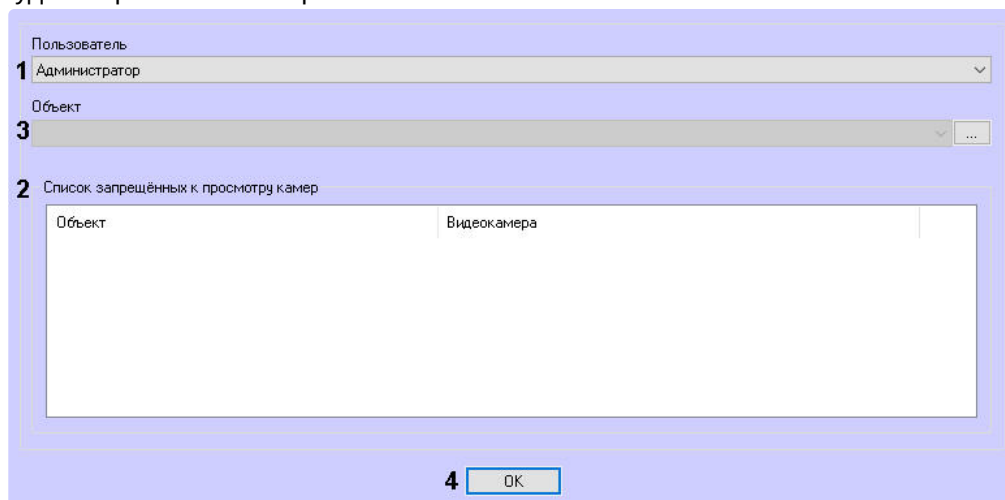 Пользователь
1 Администратор
Объект
3 ...
2 Список запрещённых к просмотру камер
Объект Видеокамера
4 OK